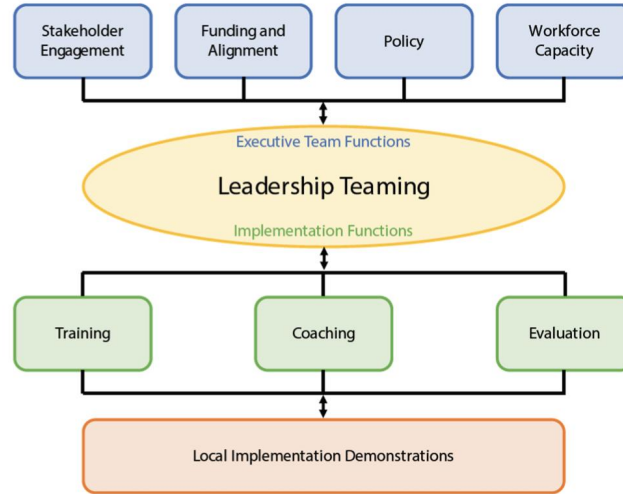 Stakeholder
Engagement
Funding and
Alignment
Policy
Workforce
Capacity
Executive Team Functions
Leadership Teaming
Implementation Functions
Training
Coaching
Evaluation
Local Implementation Demonstrations